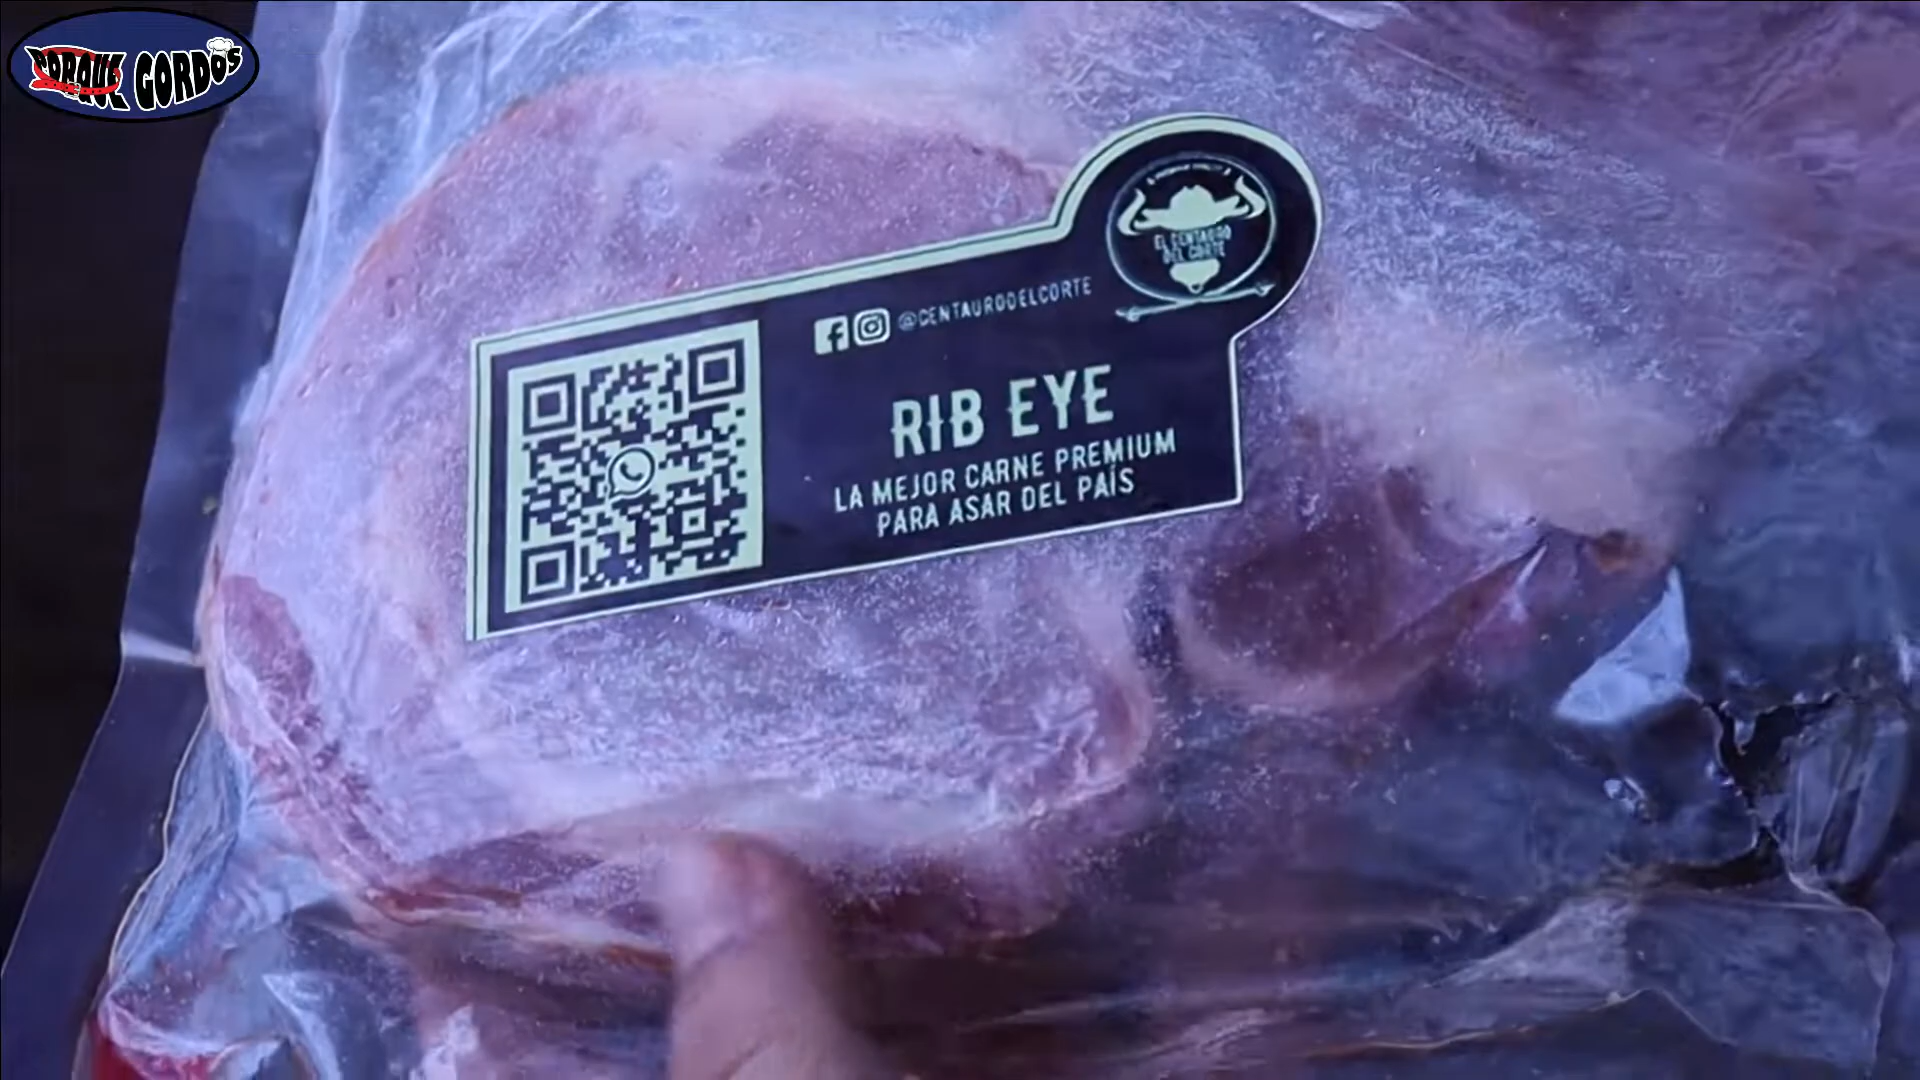 PORQUE GORDOS
EL CENTAURO
DEL CORTE
@CENTAURODELCORTE
RIB EYE
LA MEJOR CARNE PREMIUM
PARA ASAR DEL PAÍS